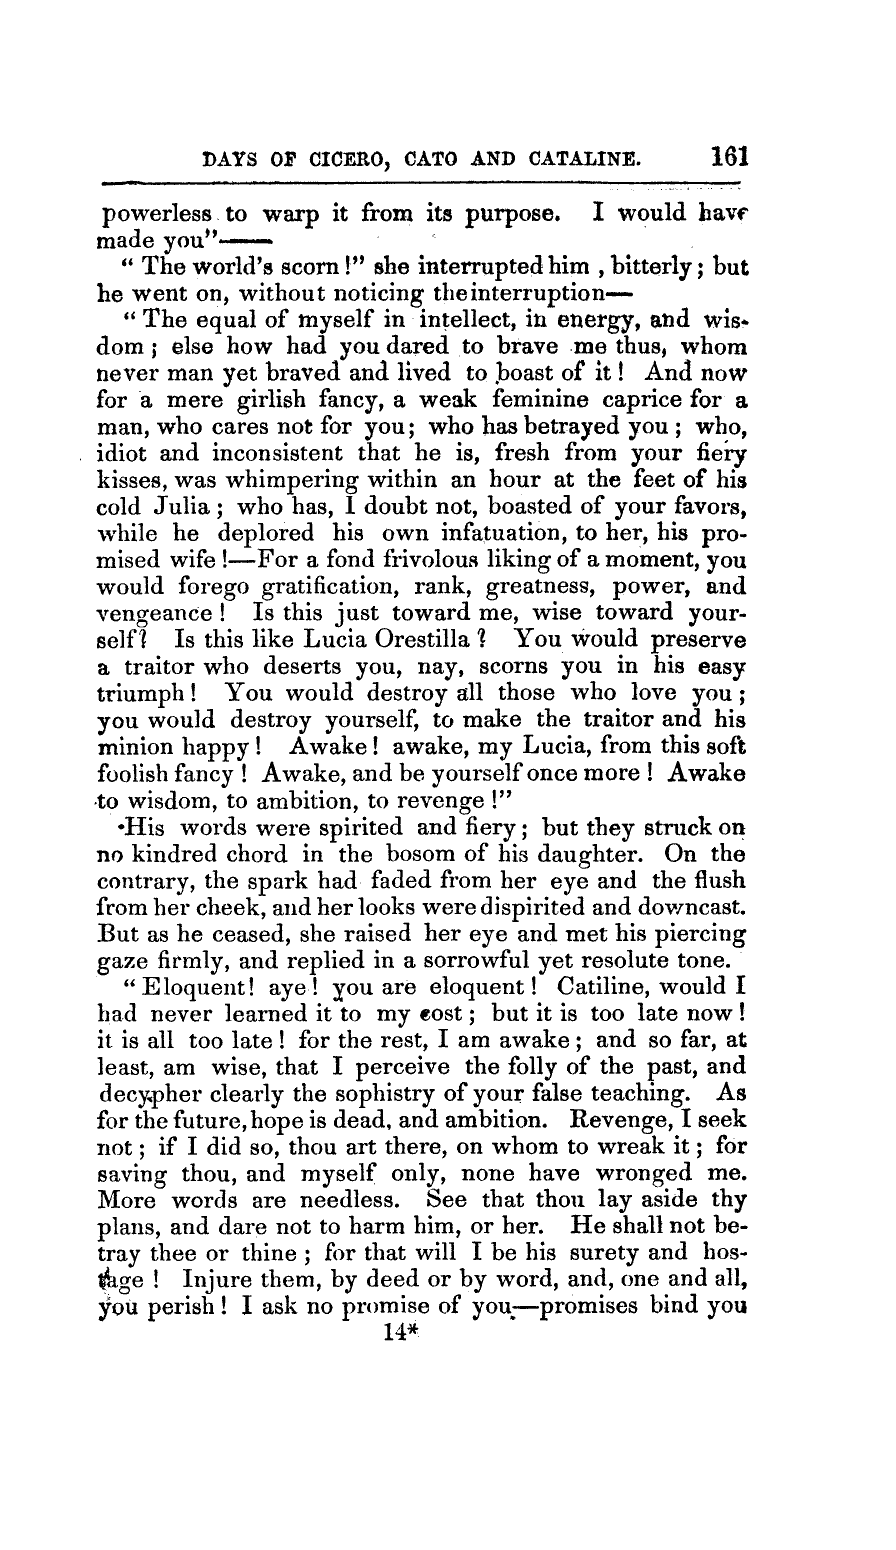 DAYS OF CICERO, CATO AND CATALINE. 161
powerless to warp it from its purpose. I would have
made you"——
" The world's scorn !" she interrupted him , bitterly ; but
he went on, without noticing theinterruption—
" The equal of myself in intellect, in energy, and wis-
dom ; else how had you dared to brave me thus, whom
never man yet braved and lived to boast of it ! And now
for a mere girlish fancy, a weak feminine caprice for a
man, who cares not for you ; who has betrayed you ; who,
idiot and inconsistent that he is, fresh from your fiery
kisses, was whimpering within an hour at the feet of his
cold Julia ; who has, I doubt not, boasted of your favors,
while he deplored his own infatuation, to her, his pro-
mised wife !—For a fond frivolous liking of a moment, you
would forego gratification, rank, greatness, power, and
vengeance ! Is this just toward me, wise toward your-
self? Is this like Lucia Orestilla ? You would preserve
a traitor who deserts you, nay, scorns you in his easy
triumph ! You would destroy all those who love you ;
you would destroy yourself, to make the traitor and his
minion happy ! Awake ! awake, my Lucia, from this soft
foolish fancy ! Awake, and be yourself once more ! Awake
to wisdom, to ambition, to revenge !"
His words were spirited and fiery ; but they struck on
no kindred chord in the bosom of his daughter. On the
contrary, the spark had faded from her eye and the flush
from her cheek, and her looks were dispirited and downcast.
But as he ceased, she raised her eye and met his piercing
gaze firmly, and replied in a sorrowful yet resolute tone.
" Eloquent ! aye ! you are eloquent ! Catiline, would I
had never learned it to my cost ; but it is too late now !
it is all too late ! for the rest, I am awake ; and so far, at
least, am wise, that I perceive the folly of the past, and
decypher clearly the sophistry of your false teaching. As
for the future, hope is dead, and ambition. Revenge, I seek
not ; if I did so, thou art there, on whom to wreak it ; for
saving thou, and myself only, none have wronged me.
More words are needless. See that thou lay aside thy
plans, and dare not to harm him, or her. He shall not be-
tray thee or thine ; for that will I be his surety and hos-
tage ! Injure them, by deed or by word, and, one and all,
you perish ! I ask no promise of you;—promises bind you
14*